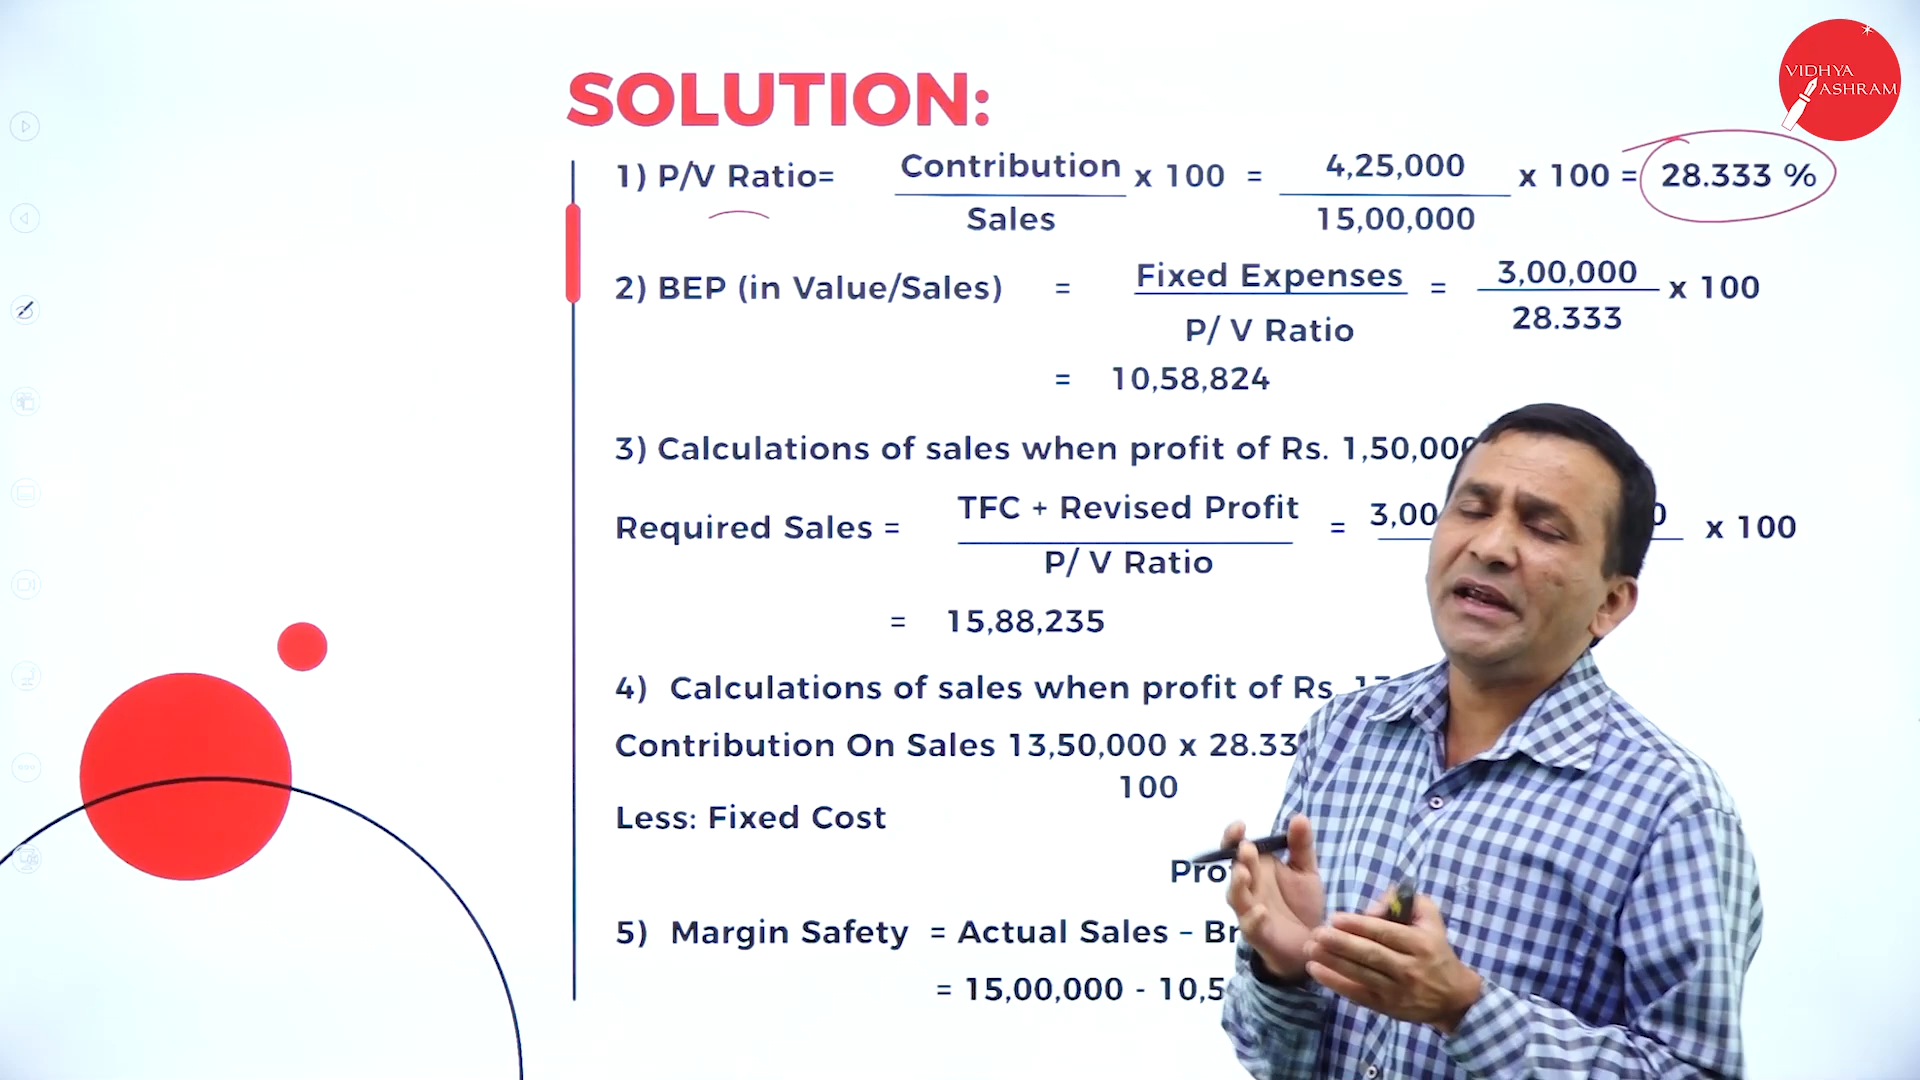 VIDHYA
ASHRAM
SOLUTION:
1) P/V Ratio= Contribution / Sales x 100 = 4,25,000 / 15,00,000 x 100 = 28.333 %
2) BEP (in Value/Sales) = Fixed Expenses / P/ V Ratio = 3,00,000 / 28.333 x 100
= 10,58,824
3) Calculations of sales when profit of Rs. 1,50,000
Required Sales = TFC + Revised Profit / P/ V Ratio = 3,00 0 x 100
= 15,88,235
4) Calculations of sales when profit of Rs. 13
Contribution On Sales 13,50,000 x 28.33
100
Less: Fixed Cost
Pro
5) Margin Safety = Actual Sales – Br
= 15,00,000 - 10,5